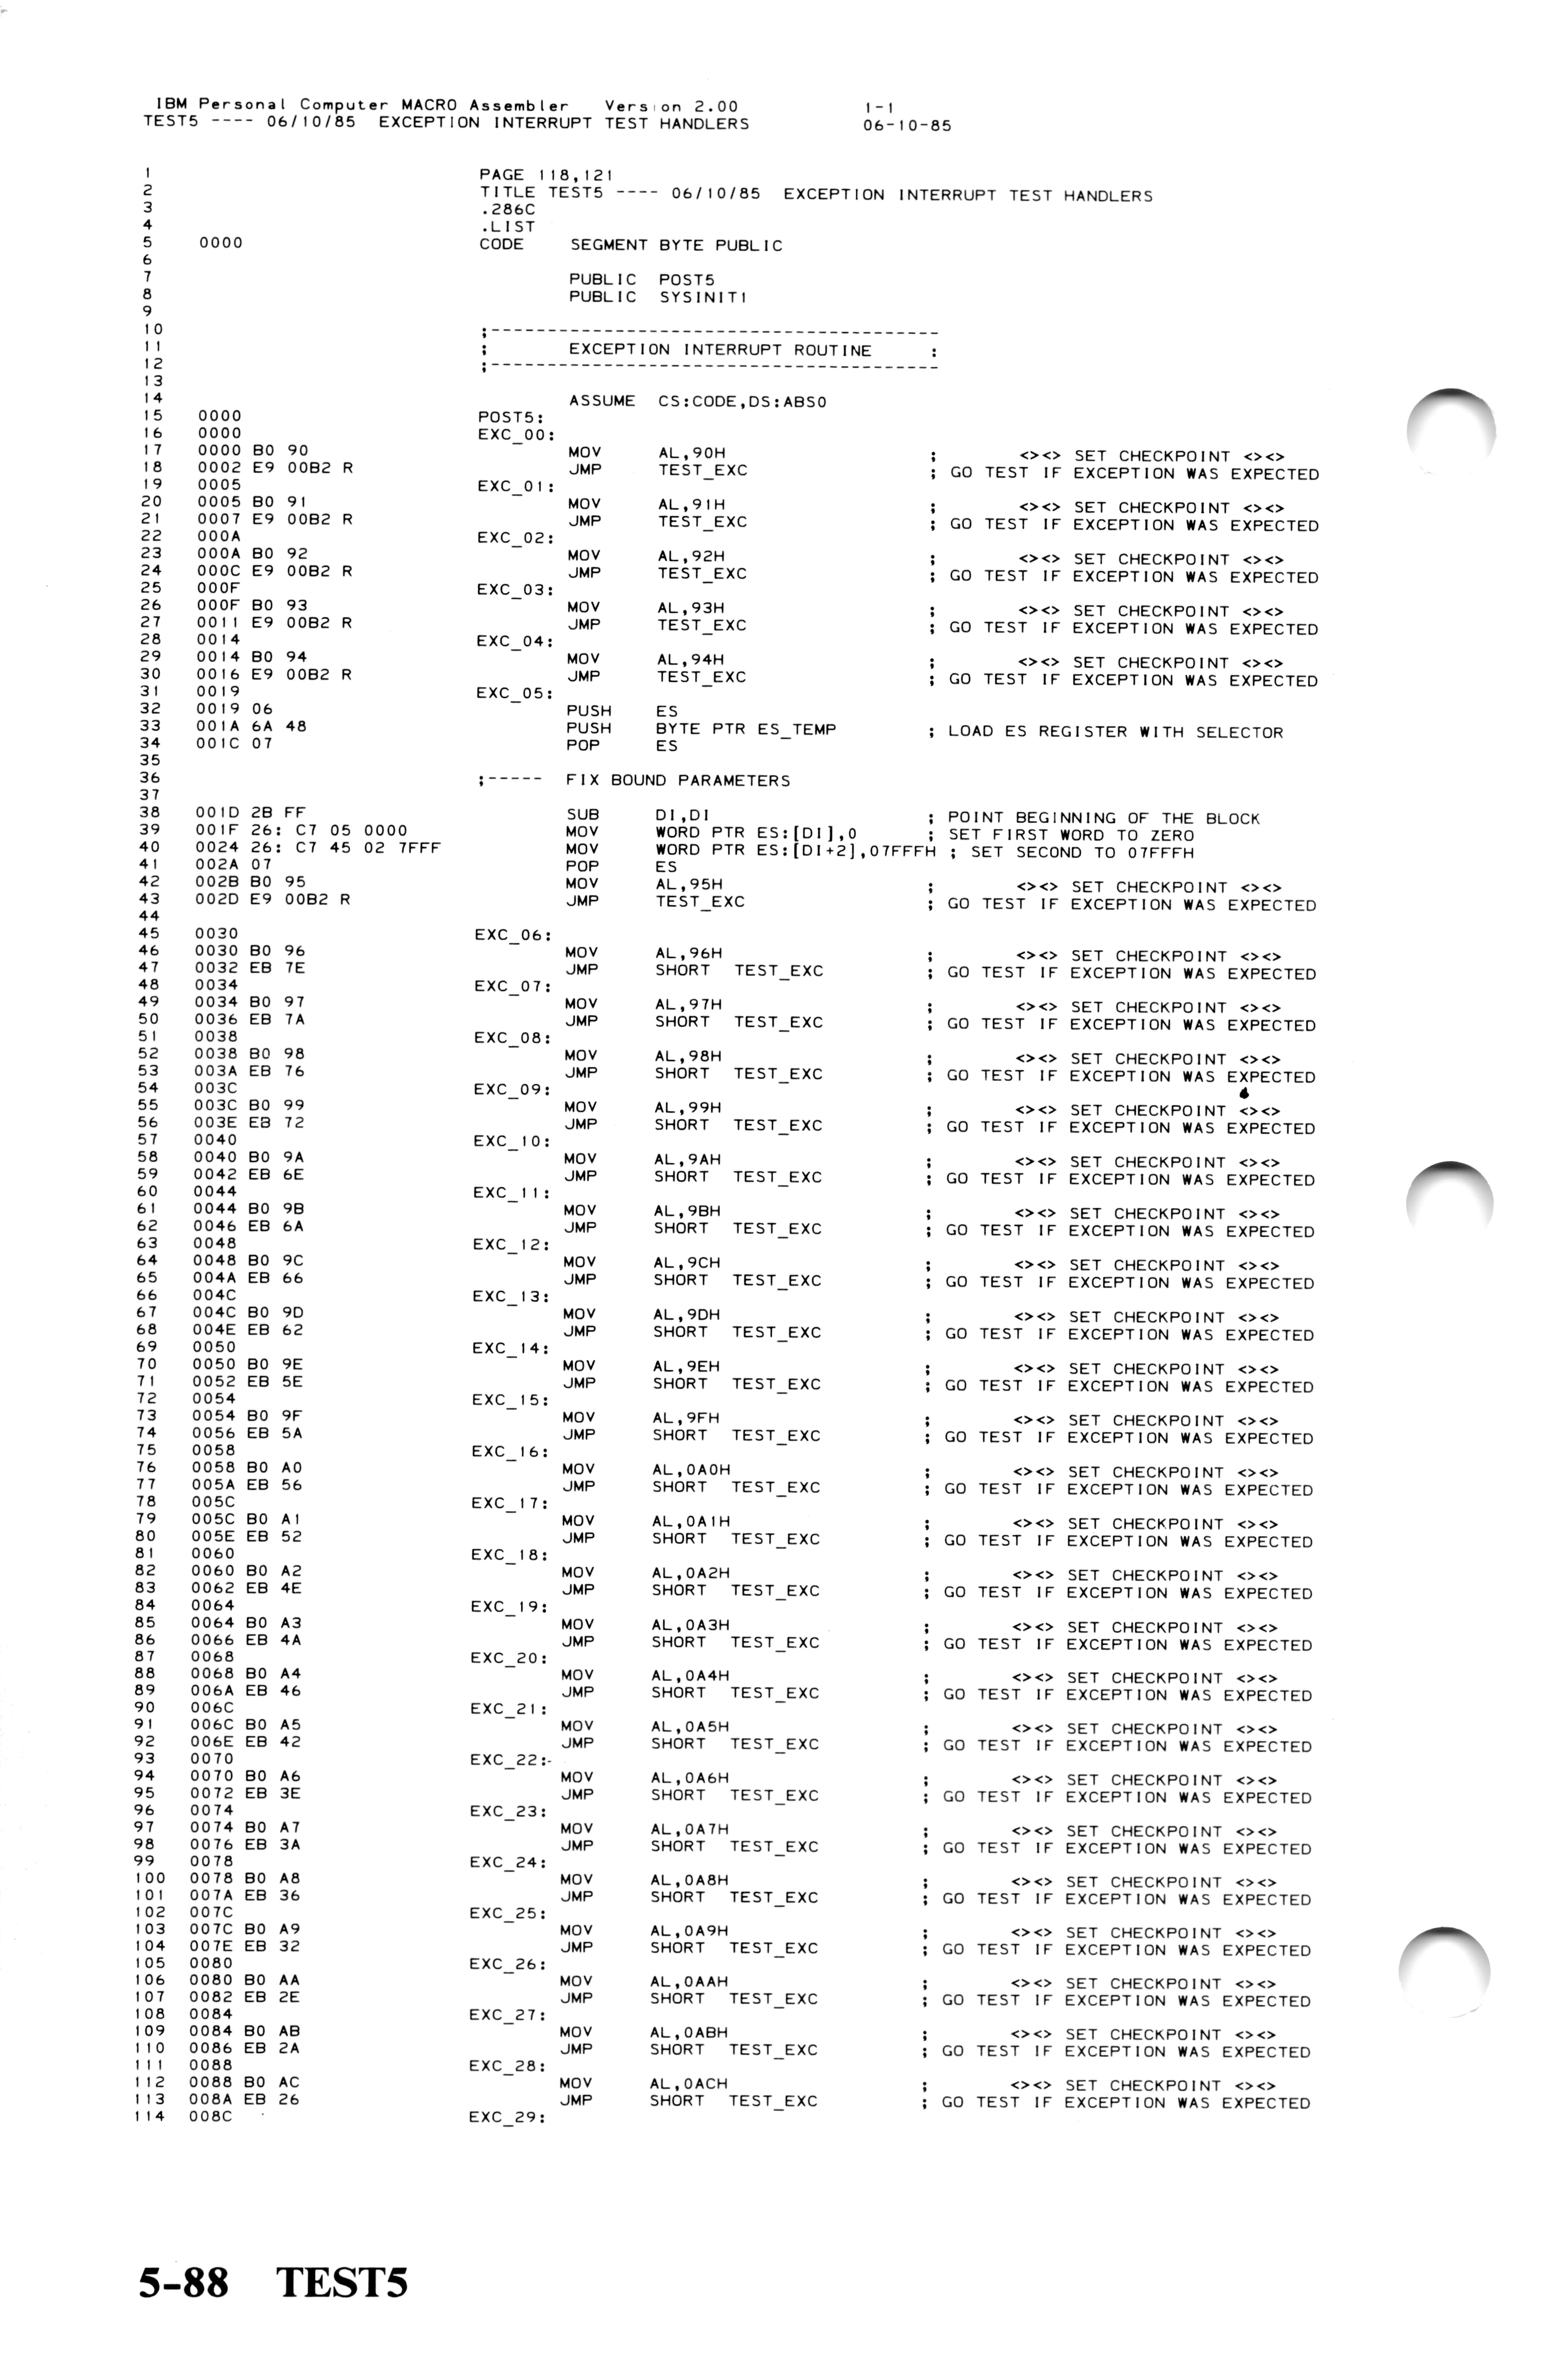 IBM Personal Computer MACRO Assembler   Version 2.00          1-1
TEST5 ---- 06/10/85  EXCEPTION INTERRUPT TEST HANDLERS        06-10-85
1                       PAGE 118,121
2                       TITLE TEST5 ---- 06/10/85  EXCEPTION INTERRUPT TEST HANDLERS
3                       .286C
4                       .LIST
5    0000               CODE    SEGMENT BYTE PUBLIC
6
7                               PUBLIC  POST5
8                               PUBLIC  SYSINIT1
9
10                      ;---------------------------------------
11                      ;       EXCEPTION INTERRUPT ROUTINE     :
12                      ;---------------------------------------
13
14                              ASSUME  CS:CODE,DS:ABS0
15   0000               POST5:
16   0000               EXC_00:
17   0000 B0 90                 MOV     AL,90H          ;       <><> SET CHECKPOINT <><>
18   0002 E9 00B2 R             JMP     TEST_EXC        ; GO TEST IF EXCEPTION WAS EXPECTED
19   0005               EXC_01:
20   0005 B0 91                 MOV     AL,91H          ;       <><> SET CHECKPOINT <><>
21   0007 E9 00B2 R             JMP     TEST_EXC        ; GO TEST IF EXCEPTION WAS EXPECTED
22   000A               EXC_02:
23   000A B0 92                 MOV     AL,92H          ;       <><> SET CHECKPOINT <><>
24   000C E9 00B2 R             JMP     TEST_EXC        ; GO TEST IF EXCEPTION WAS EXPECTED
25   000F               EXC_03:
26   000F B0 93                 MOV     AL,93H          ;       <><> SET CHECKPOINT <><>
27   0011 E9 00B2 R             JMP     TEST_EXC        ; GO TEST IF EXCEPTION WAS EXPECTED
28   0014               EXC_04:
29   0014 B0 94                 MOV     AL,94H          ;       <><> SET CHECKPOINT <><>
30   0016 E9 00B2 R             JMP     TEST_EXC        ; GO TEST IF EXCEPTION WAS EXPECTED
31   0019               EXC_05:
32   0019 06                    PUSH    ES
33   001A 6A 48                 PUSH    BYTE PTR ES_TEMP        ; LOAD ES REGISTER WITH SELECTOR
34   001C 07                    POP     ES
35
36                      ;-----  FIX BOUND PARAMETERS
37
38   001D 2B FF                 SUB     DI,DI                   ; POINT BEGINNING OF THE BLOCK
39   001F 26: C7 05 0000        MOV     WORD PTR ES:[DI],0      ; SET FIRST WORD TO ZERO
40   0024 26: C7 45 02 7FFF     MOV     WORD PTR ES:[DI+2],07FFFH ; SET SECOND TO 07FFFH
41   002A 07                    POP     ES
42   002B B0 95                 MOV     AL,95H          ;       <><> SET CHECKPOINT <><>
43   002D E9 00B2 R             JMP     TEST_EXC        ; GO TEST IF EXCEPTION WAS EXPECTED
44
45   0030               EXC_06:
46   0030 B0 96                 MOV     AL,96H          ;       <><> SET CHECKPOINT <><>
47   0032 EB 7E                 JMP     SHORT  TEST_EXC ; GO TEST IF EXCEPTION WAS EXPECTED
48   0034               EXC_07:
49   0034 B0 97                 MOV     AL,97H          ;       <><> SET CHECKPOINT <><>
50   0036 EB 7A                 JMP     SHORT  TEST_EXC ; GO TEST IF EXCEPTION WAS EXPECTED
51   0038               EXC_08:
52   0038 B0 98                 MOV     AL,98H          ;       <><> SET CHECKPOINT <><>
53   003A EB 76                 JMP     SHORT  TEST_EXC ; GO TEST IF EXCEPTION WAS EXPECTED
54   003C               EXC_09:
55   003C B0 99                 MOV     AL,99H          ;       <><> SET CHECKPOINT <><>
56   003E EB 72                 JMP     SHORT  TEST_EXC ; GO TEST IF EXCEPTION WAS EXPECTED
57   0040               EXC_10:
58   0040 B0 9A                 MOV     AL,9AH          ;       <><> SET CHECKPOINT <><>
59   0042 EB 6E                 JMP     SHORT  TEST_EXC ; GO TEST IF EXCEPTION WAS EXPECTED
60   0044               EXC_11:
61   0044 B0 9B                 MOV     AL,9BH          ;       <><> SET CHECKPOINT <><>
62   0046 EB 6A                 JMP     SHORT  TEST_EXC ; GO TEST IF EXCEPTION WAS EXPECTED
63   0048               EXC_12:
64   0048 B0 9C                 MOV     AL,9CH          ;       <><> SET CHECKPOINT <><>
65   004A EB 66                 JMP     SHORT  TEST_EXC ; GO TEST IF EXCEPTION WAS EXPECTED
66   004C               EXC_13:
67   004C B0 9D                 MOV     AL,9DH          ;       <><> SET CHECKPOINT <><>
68   004E EB 62                 JMP     SHORT  TEST_EXC ; GO TEST IF EXCEPTION WAS EXPECTED
69   0050               EXC_14:
70   0050 B0 9E                 MOV     AL,9EH          ;       <><> SET CHECKPOINT <><>
71   0052 EB 5E                 JMP     SHORT  TEST_EXC ; GO TEST IF EXCEPTION WAS EXPECTED
72   0054               EXC_15:
73   0054 B0 9F                 MOV     AL,9FH          ;       <><> SET CHECKPOINT <><>
74   0056 EB 5A                 JMP     SHORT  TEST_EXC ; GO TEST IF EXCEPTION WAS EXPECTED
75   0058               EXC_16:
76   0058 B0 A0                 MOV     AL,0A0H         ;       <><> SET CHECKPOINT <><>
77   005A EB 56                 JMP     SHORT  TEST_EXC ; GO TEST IF EXCEPTION WAS EXPECTED
78   005C               EXC_17:
79   005C B0 A1                 MOV     AL,0A1H         ;       <><> SET CHECKPOINT <><>
80   005E EB 52                 JMP     SHORT  TEST_EXC ; GO TEST IF EXCEPTION WAS EXPECTED
81   0060               EXC_18:
82   0060 B0 A2                 MOV     AL,0A2H         ;       <><> SET CHECKPOINT <><>
83   0062 EB 4E                 JMP     SHORT  TEST_EXC ; GO TEST IF EXCEPTION WAS EXPECTED
84   0064               EXC_19:
85   0064 B0 A3                 MOV     AL,0A3H         ;       <><> SET CHECKPOINT <><>
86   0066 EB 4A                 JMP     SHORT  TEST_EXC ; GO TEST IF EXCEPTION WAS EXPECTED
87   0068               EXC_20:
88   0068 B0 A4                 MOV     AL,0A4H         ;       <><> SET CHECKPOINT <><>
89   006A EB 46                 JMP     SHORT  TEST_EXC ; GO TEST IF EXCEPTION WAS EXPECTED
90   006C               EXC_21:
91   006C B0 A5                 MOV     AL,0A5H         ;       <><> SET CHECKPOINT <><>
92   006E EB 42                 JMP     SHORT  TEST_EXC ; GO TEST IF EXCEPTION WAS EXPECTED
93   0070               EXC_22:
94   0070 B0 A6                 MOV     AL,0A6H         ;       <><> SET CHECKPOINT <><>
95   0072 EB 3E                 JMP     SHORT  TEST_EXC ; GO TEST IF EXCEPTION WAS EXPECTED
96   0074               EXC_23:
97   0074 B0 A7                 MOV     AL,0A7H         ;       <><> SET CHECKPOINT <><>
98   0076 EB 3A                 JMP     SHORT  TEST_EXC ; GO TEST IF EXCEPTION WAS EXPECTED
99   0078               EXC_24:
100  0078 B0 A8                 MOV     AL,0A8H         ;       <><> SET CHECKPOINT <><>
101  007A EB 36                 JMP     SHORT  TEST_EXC ; GO TEST IF EXCEPTION WAS EXPECTED
102  007C               EXC_25:
103  007C B0 A9                 MOV     AL,0A9H         ;       <><> SET CHECKPOINT <><>
104  007E EB 32                 JMP     SHORT  TEST_EXC ; GO TEST IF EXCEPTION WAS EXPECTED
105  0080               EXC_26:
106  0080 B0 AA                 MOV     AL,0AAH         ;       <><> SET CHECKPOINT <><>
107  0082 EB 2E                 JMP     SHORT  TEST_EXC ; GO TEST IF EXCEPTION WAS EXPECTED
108  0084               EXC_27:
109  0084 B0 AB                 MOV     AL,0ABH         ;       <><> SET CHECKPOINT <><>
110  0086 EB 2A                 JMP     SHORT  TEST_EXC ; GO TEST IF EXCEPTION WAS EXPECTED
111  0088               EXC_28:
112  0088 B0 AC                 MOV     AL,0ACH         ;       <><> SET CHECKPOINT <><>
113  008A EB 26                 JMP     SHORT  TEST_EXC ; GO TEST IF EXCEPTION WAS EXPECTED
114  008C               EXC_29:
5-88   TEST5